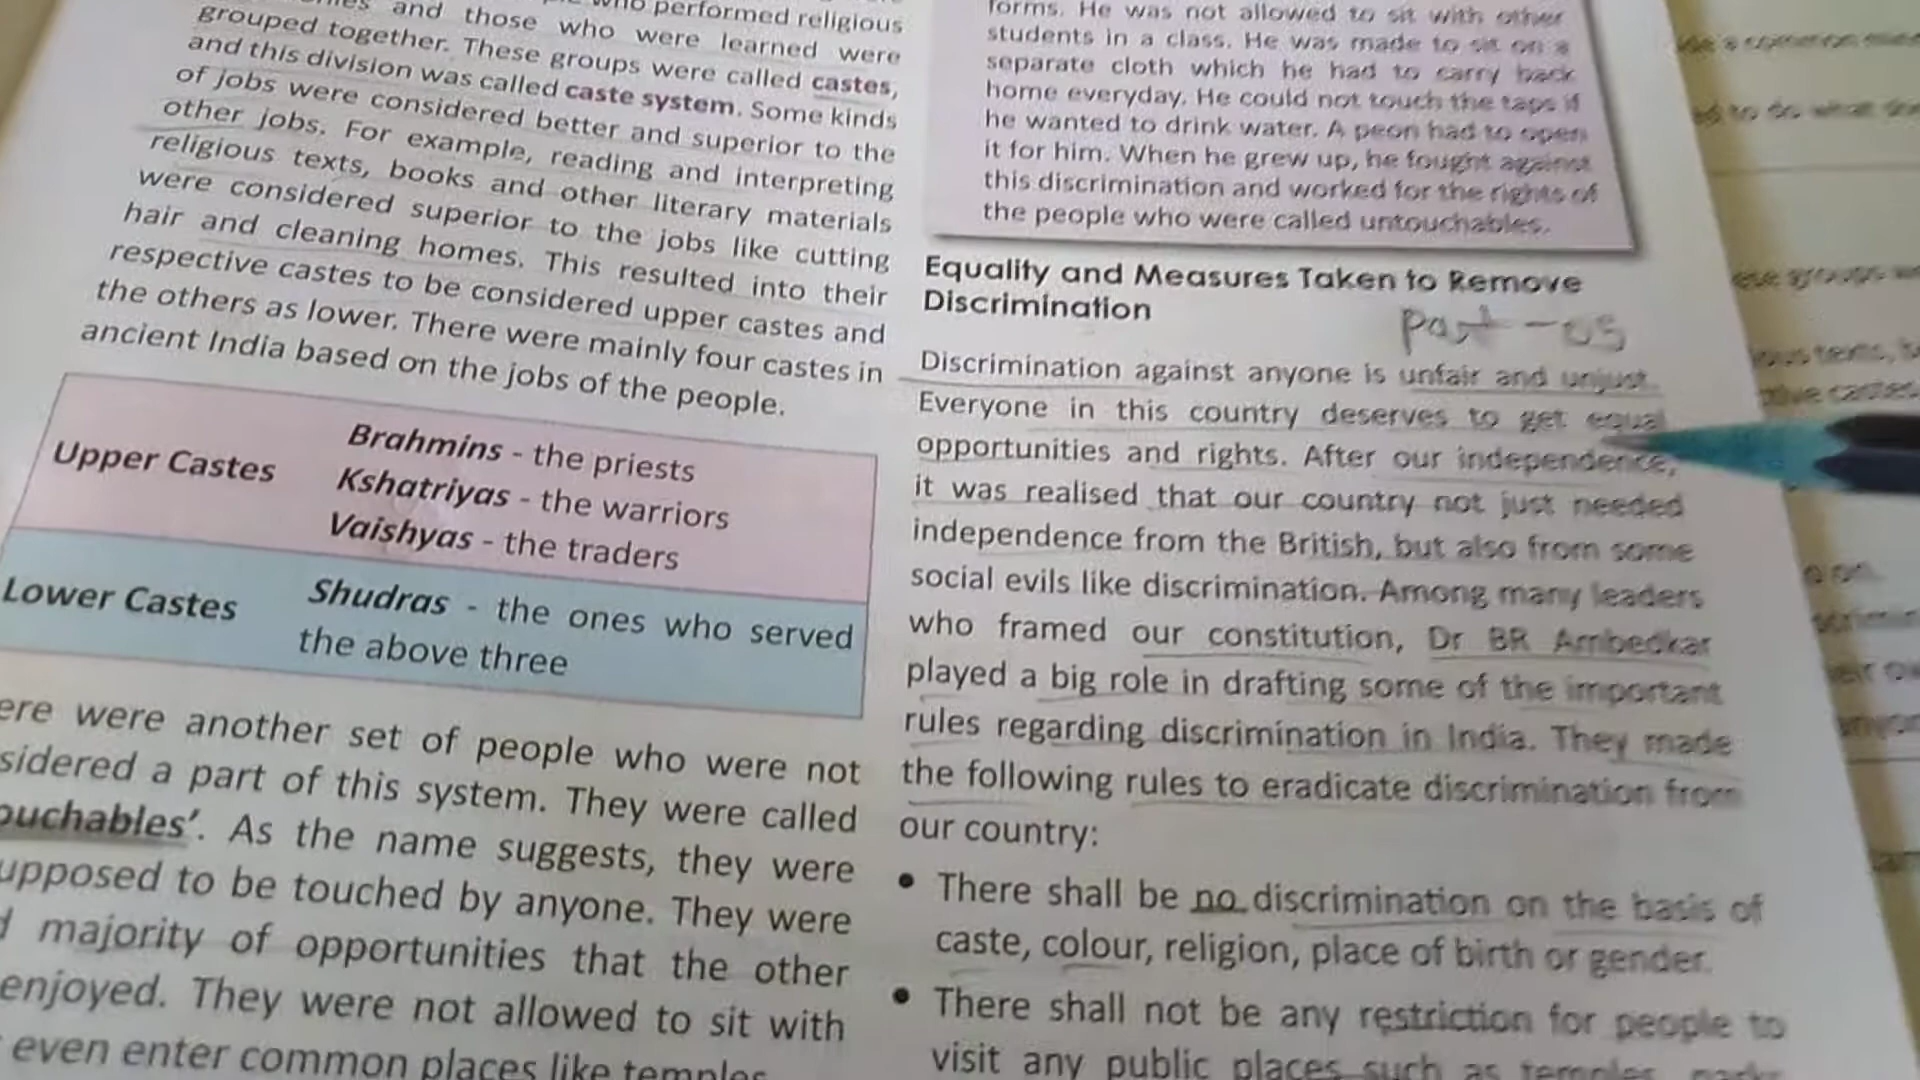 and those who were learned were
grouped together. These groups were called castes,
and this division was called caste system. Some kinds
of jobs were considered better and superior to the
other jobs. For example, reading and interpreting
religious texts, books and other literary materials
were considered superior to the jobs like cutting
hair and cleaning homes. This resulted into their
respective castes to be considered upper castes and
the others as lower. There were mainly four castes in
ancient India based on the jobs of the people.
Upper Castes
Brahmins - the priests
Kshatriyas - the warriors
Vaishyas - the traders
Lower Castes
Shudras - the ones who served
the above three
were another set of people who were not
a part of this system. They were called
As the name suggests, they were
to be touched by anyone. They were
majority of opportunities that the other
enjoyed. They were not allowed to sit with
even enter common places like temples
forms. He was not allowed to sit with other
students in a class. He was made to sit on a
separate cloth which he had to carry back
home everyday. He could not touch the taps if
he wanted to drink water. A peon had to open
it for him. When he grew up, he fought against
this discrimination and worked for the rights of
the people who were called untouchables.
Equality and Measures Taken to Remove
Discrimination
Part - 05
Discrimination against anyone is unfair and unjust.
Everyone in this country deserves to get equal
opportunities and rights. After our independence,
it was realised that our country not just needed
independence from the British, but also from some
social evils like discrimination. Among many leaders
who framed our constitution, Dr BR Ambedkar
played a big role in drafting some of the important
rules regarding discrimination in India. They made
the following rules to eradicate discrimination from
our country:
• There shall be no discrimination on the basis of
caste, colour, religion, place of birth or gender.
• There shall not be any restriction for people to
visit any public places such as temples, parks